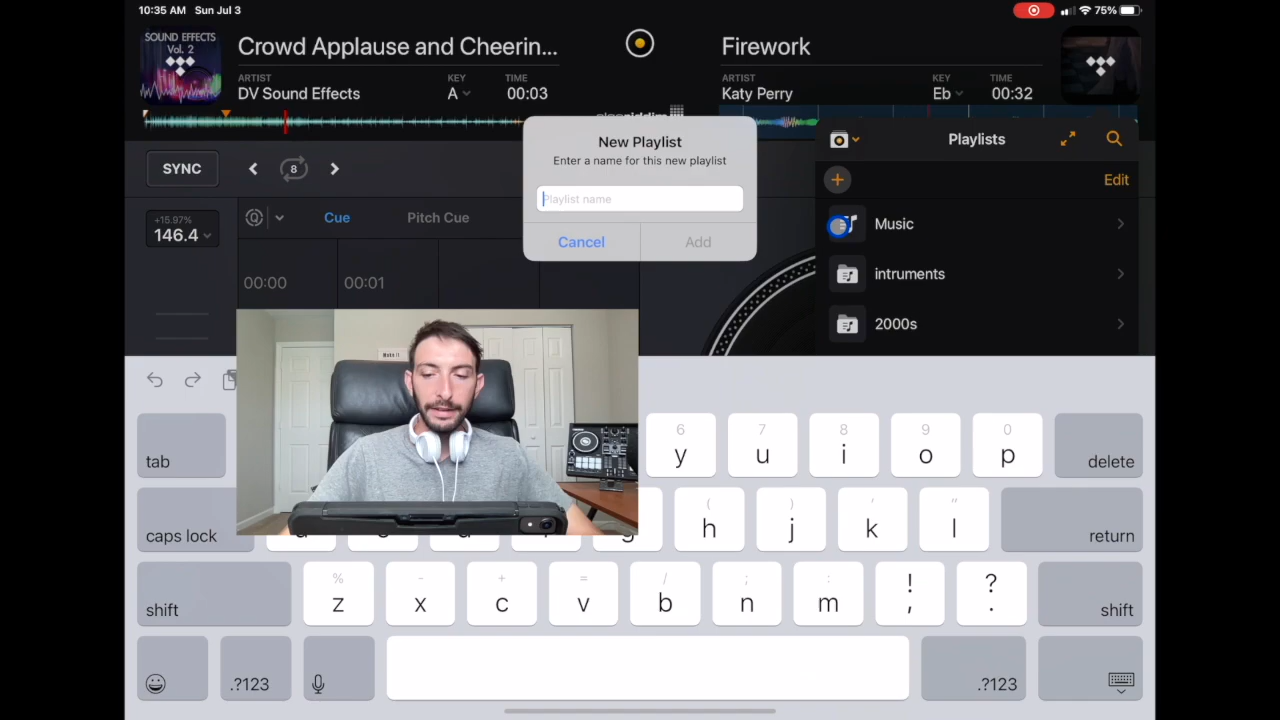 10:35 AM Sun Jul 3
75%
SOUND EFFECTS
Vol. 2
Crowd Applause and Cheerin...
ARTIST
DV Sound Effects
KEY
A
TIME
00:03
Firework
ARTIST
Katy Perry
KEY
Eb
TIME
00:32
SYNC
8
+15.97%
146.4
Cue
Pitch Cue
00:00
00:01
New Playlist
Enter a name for this new playlist
Playlist name
Cancel
Add
Playlists
Edit
Music
intruments
2000s
Make it
tab
6
y
7
u
8
i
9
o
0
p
delete
caps lock
(
h
)
j
'
k
"
l
return
shift
%
z
-
x
+
c
=
v
/
b
;
n
:
m
!
,
?
.
shift
.?123
.?123